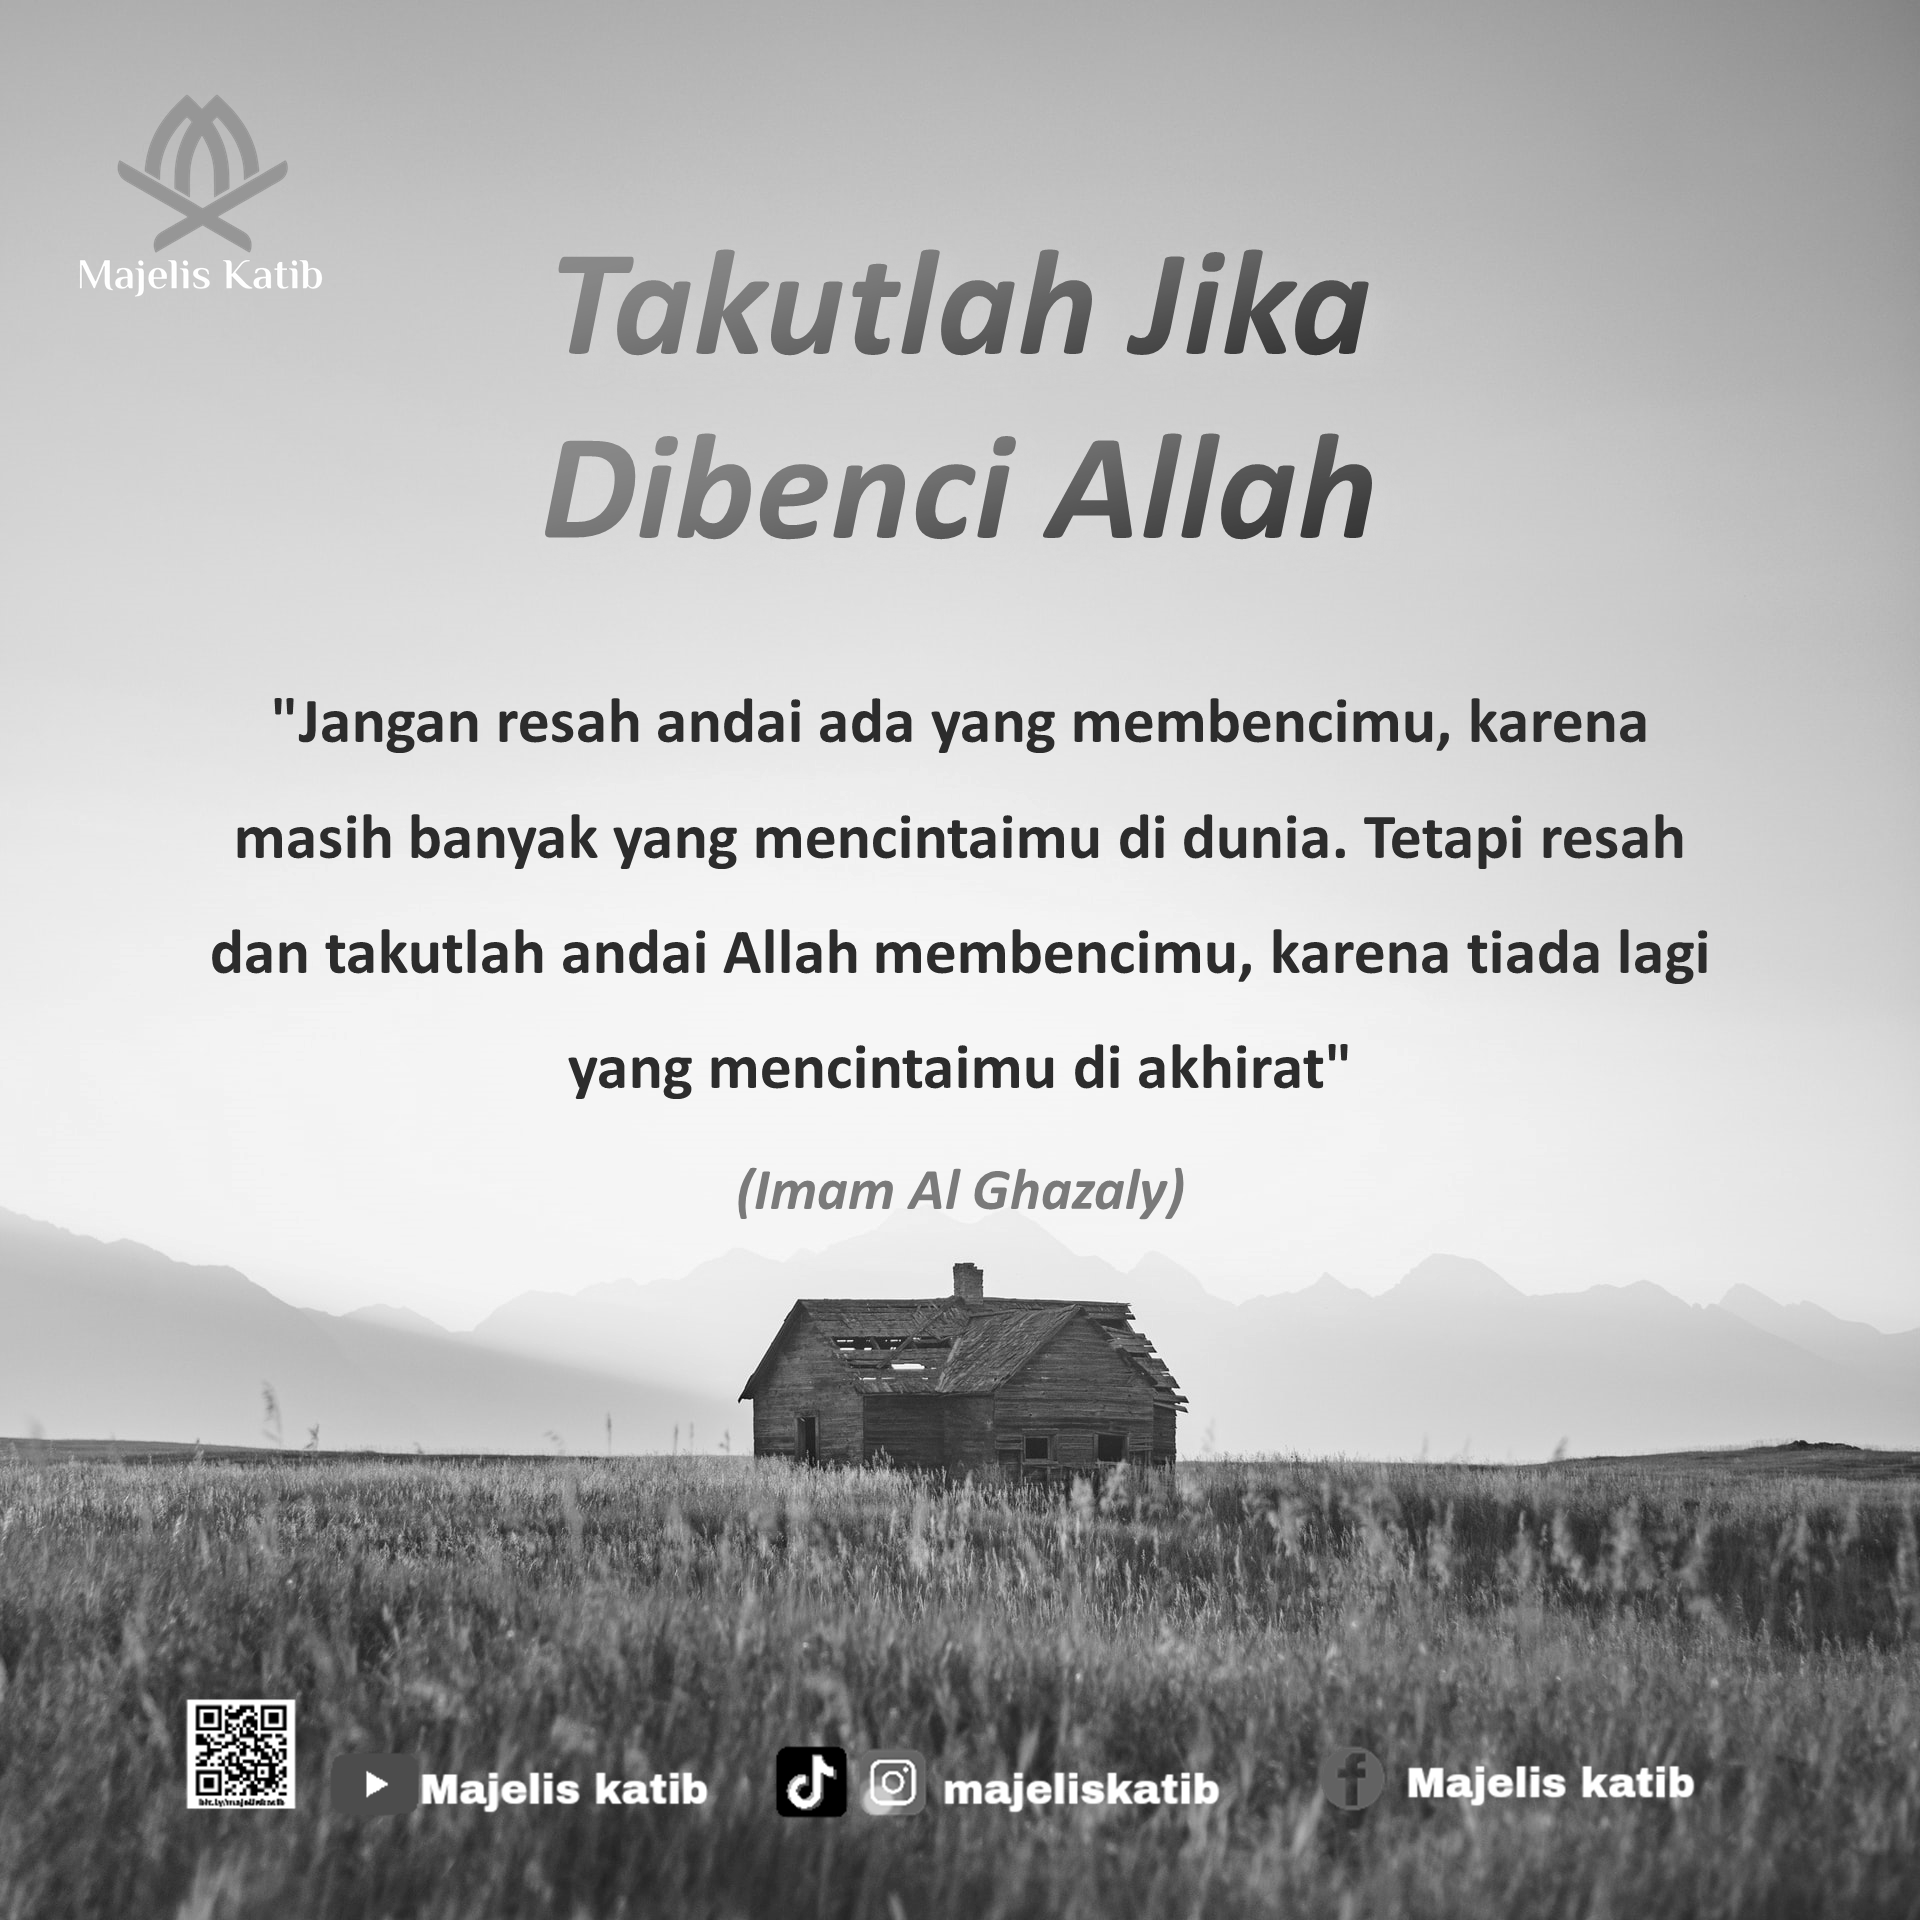 Majelis Katib
Takutlah Jika
Dibenci Allah
"Jangan resah andai ada yang membencimu, karena
masih banyak yang mencintaimu di dunia. Tetapi resah
dan takutlah andai Allah membencimu, karena tiada lagi
yang mencintaimu di akhirat"
(Imam Al Ghazaly)
Majelis katib
majeliskatib
Majelis katib